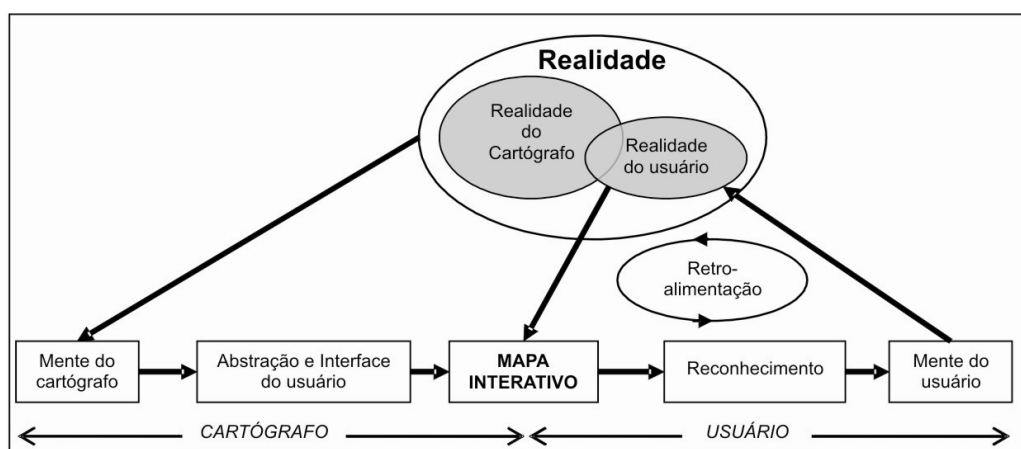 Realidade
Realidade
do
Cartógrafo
Realidade
do usuário
Retro-
alimentação
Mente do
cartógrafo
Abstração e Interface
do usuário
MAPA
INTERATIVO
Reconhecimento
Mente do
usuário
CARTÓGRAFO
USUÁRIO